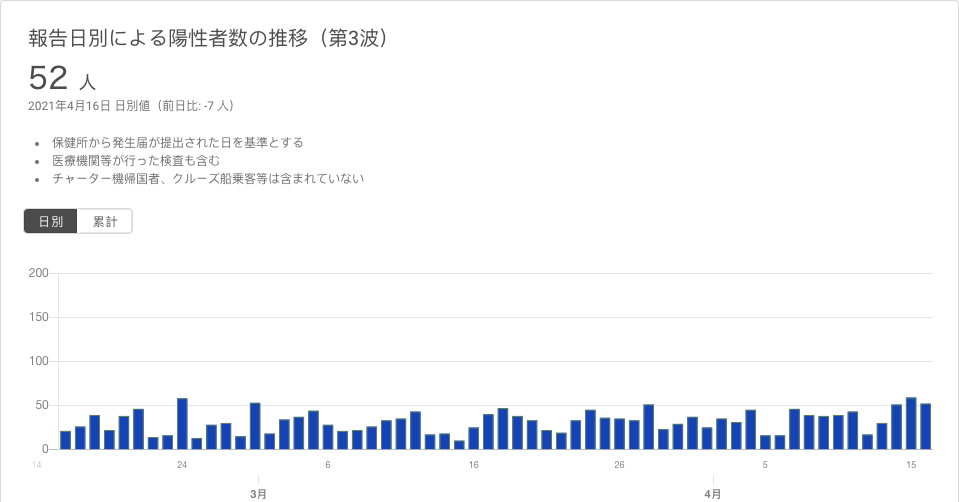 報告日別による陽性者数の推移（第3波）
52 人
2021年4月16日 日別値（前日比: -7 人）
• 保健所から発生届が提出された日を基準とする
• 医療機関等が行った検査も含む
• チャーター機帰国者、クルーズ船乗客等は含まれていない
日別 累計
200
150
100
50
0
14 24 6 16 26 5 15
3月 4月